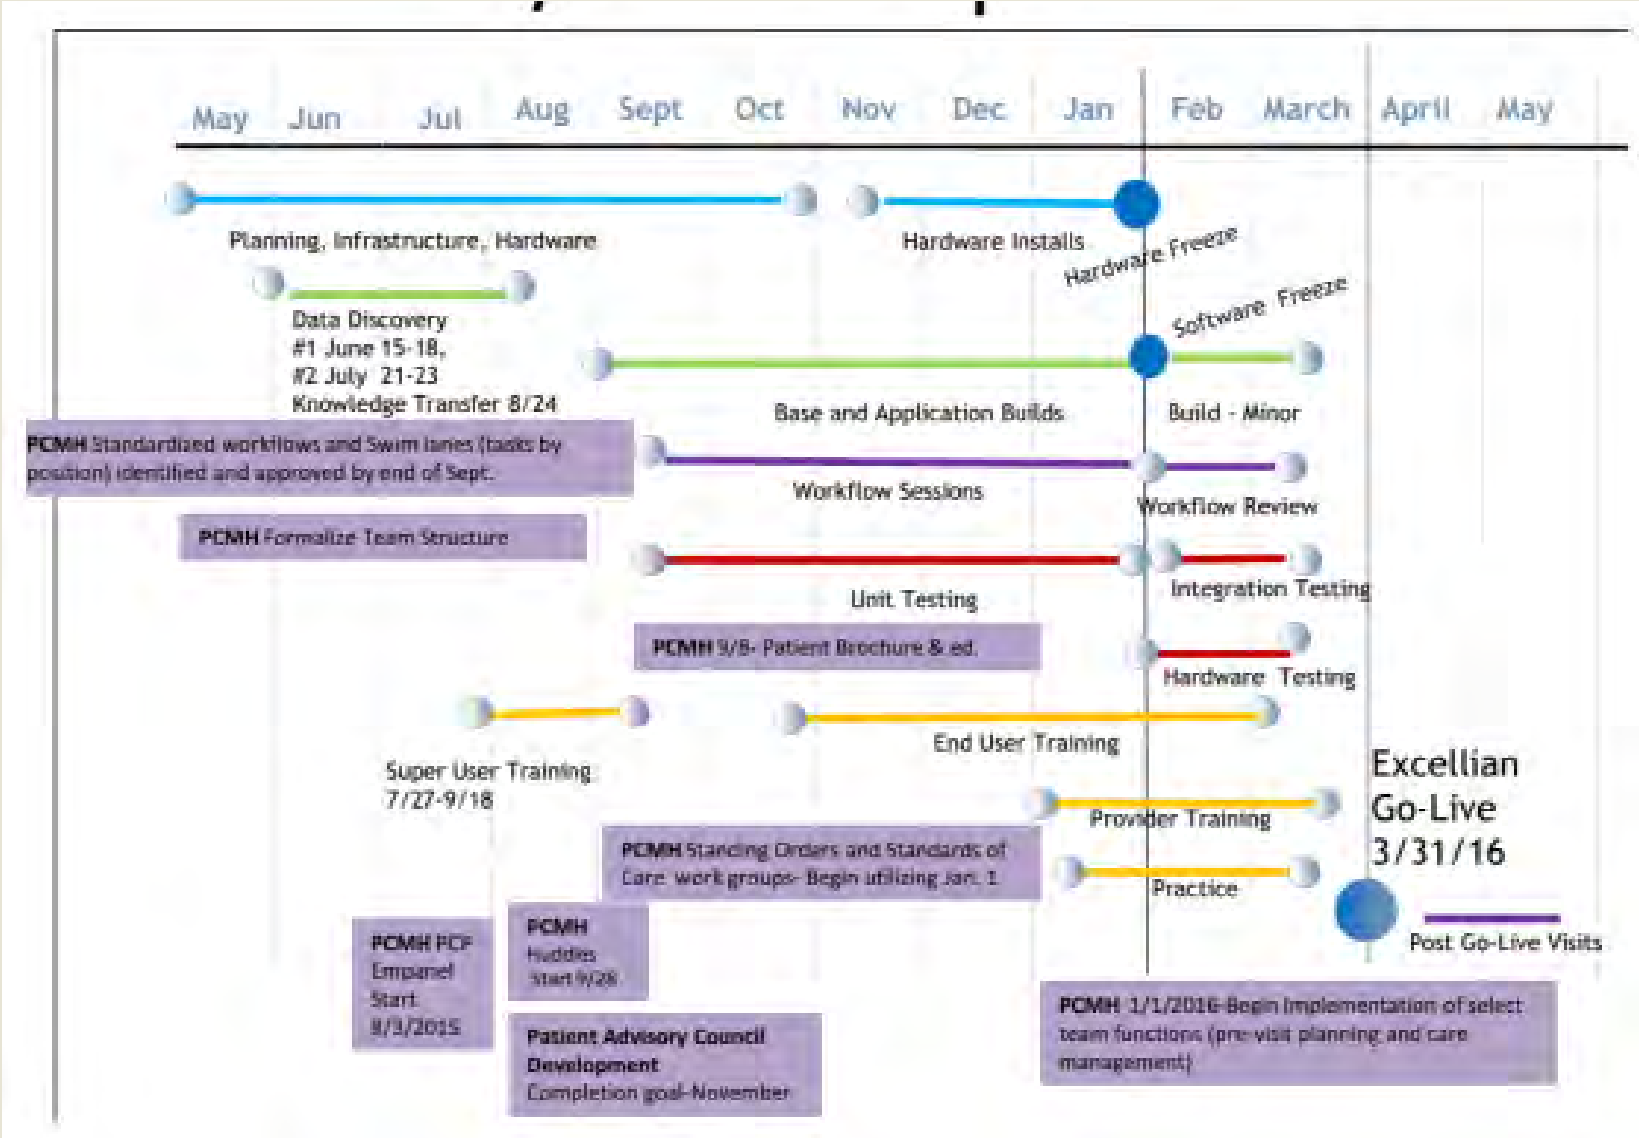 May Jun Jul Aug Sept Oct Nov Dec Jan Feb March April May
Planning, Infrastructure, Hardware
Hardware Installs
Hardware Freeze
Data Discovery
#1 June 15-18,
#2 July 21-23
Knowledge Transfer 8/24
Software Freeze
Base and Application Builds
Build - Minor
PCMH Standardized workflows and Swim lanes (tasks by
position) identified and approved by end of Sept.
Workflow Sessions
Workflow Review
PCMH Formalize Team Structure
Unit Testing
Integration Testing
PCMH 9/8- Patient Brochure & ed.
Hardware Testing
Super User Training
7/27-9/18
End User Training
Provider Training
Excellian
Go-Live
3/31/16
PCMH Standing Orders and Standards of
Care work groups- Begin utilizing Jan. 1
Practice
Post Go-Live Visits
PCMH PCP
Empanel
Start
8/3/2015
PCMH
Huddles
Start 9/28
Patient Advisory Council
Development
Completion goal-November
PCMH 1/1/2016-Begin Implementation of select
team functions (pre-visit planning and care
management)